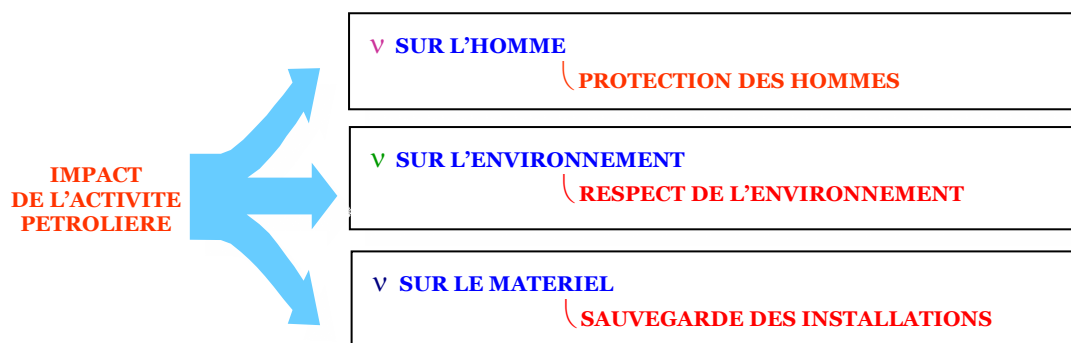 IMPACT
DE L’ACTIVITE
PETROLIERE
ν SUR L’HOMME
PROTECTION DES HOMMES
ν SUR L’ENVIRONNEMENT
RESPECT DE L’ENVIRONNEMENT
ν SUR LE MATERIEL
SAUVEGARDE DES INSTALLATIONS